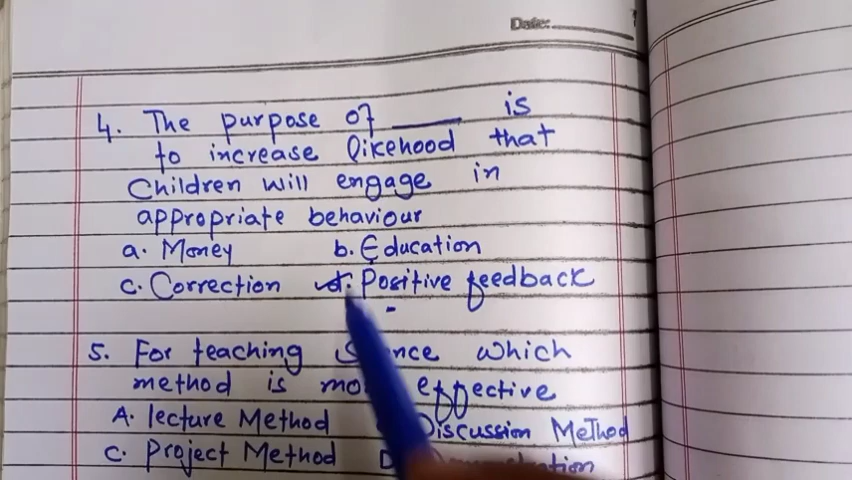 Date:
4. The purpose of ____ is
to increase likehood that
Children will engage in
appropriate behaviour
a. Money b. Education
c. Correction d. Positive feedback
5. For teaching which
method is effective
A. lecture Method Discussion Method
C. Project Method